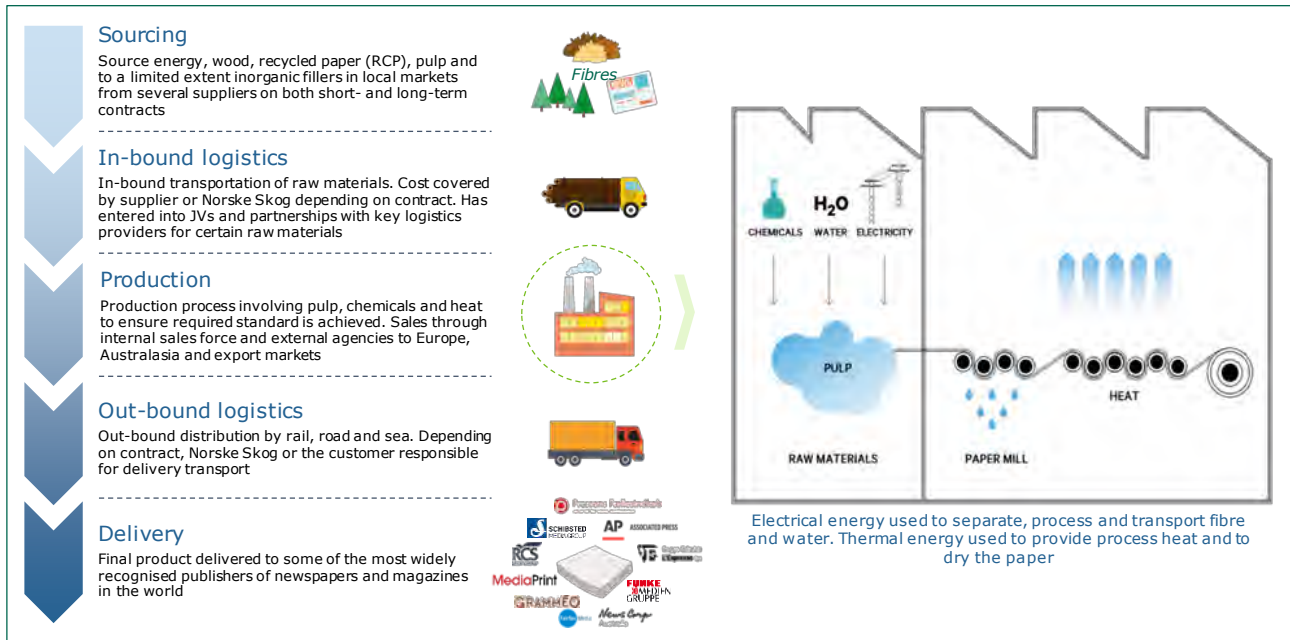 Sourcing
Source energy, wood, recycled paper (RCP), pulp and
to a limited extent inorganic fillers in local markets
from several suppliers on both short- and long-term
contracts
Fibres
In-bound logistics
In-bound transportation of raw materials. Cost covered
by supplier or Norske Skog depending on contract. Has
entered into JVs and partnerships with key logistics
providers for certain raw materials
Production
Production process involving pulp, chemicals and heat
to ensure required standard is achieved. Sales through
internal sales force and external agencies to Europe,
Australasia and export markets
Out-bound logistics
Out-bound distribution by rail, road and sea. Depending
on contract, Norske Skog or the customer responsible
for delivery transport
Delivery
Final product delivered to some of the most widely
recognised publishers of newspapers and magazines
in the world
SCHIBSTED
MEDIA GROUP
AP ASSOCIATED PRESS
RCS
MediaPrint
FUNKE
MEDIEN
GRUPPE
News Corp
Australia
H₂O
CHEMICALS WATER ELECTRICITY
PULP
HEAT
RAW MATERIALS
PAPER MILL
Electrical energy used to separate, process and transport fibre
and water. Thermal energy used to provide process heat and to
dry the paper